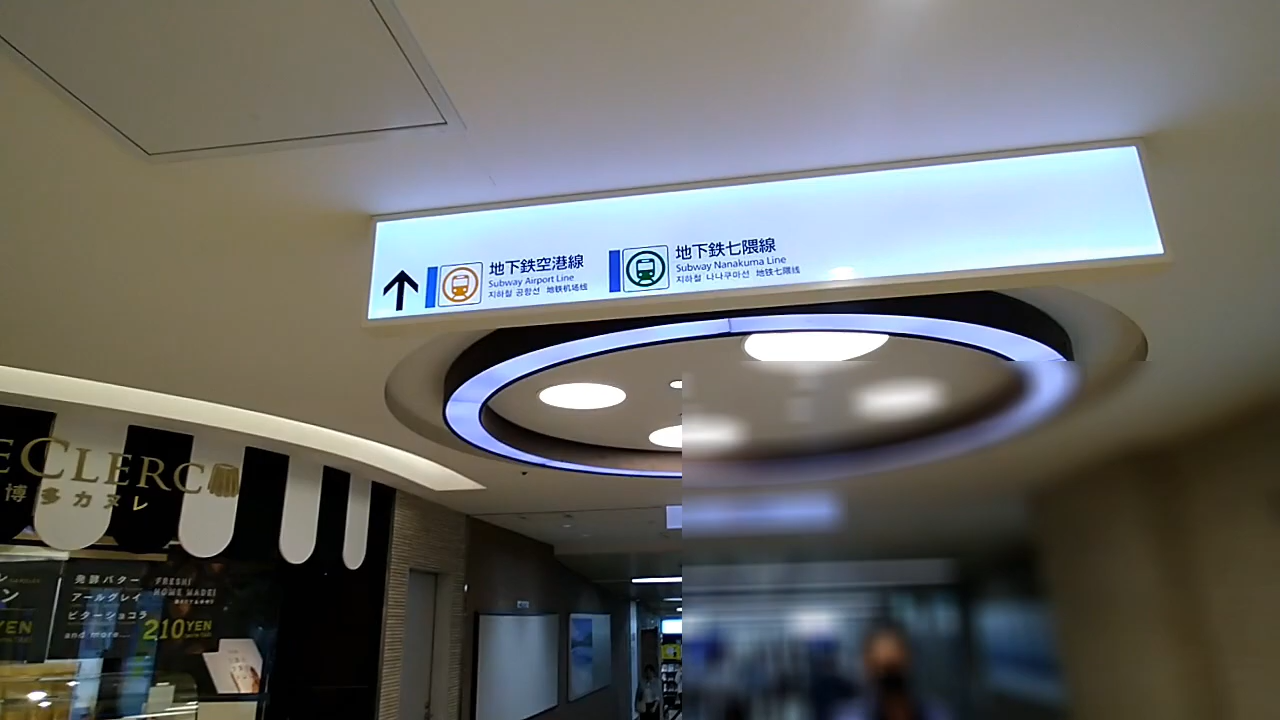 地下鉄空港線
Subway Airport Line
지하철 공항선 地铁机场线
地下鉄七隈線
Subway Nanakuma Line
지하철 나나쿠마선 地铁七隈线
ECLERC
博多カヌレ
発酵バター
アールグレイ
ビターショコラ
and more...
FRESH!
HOME MADE!
210YEN
YEN
ン